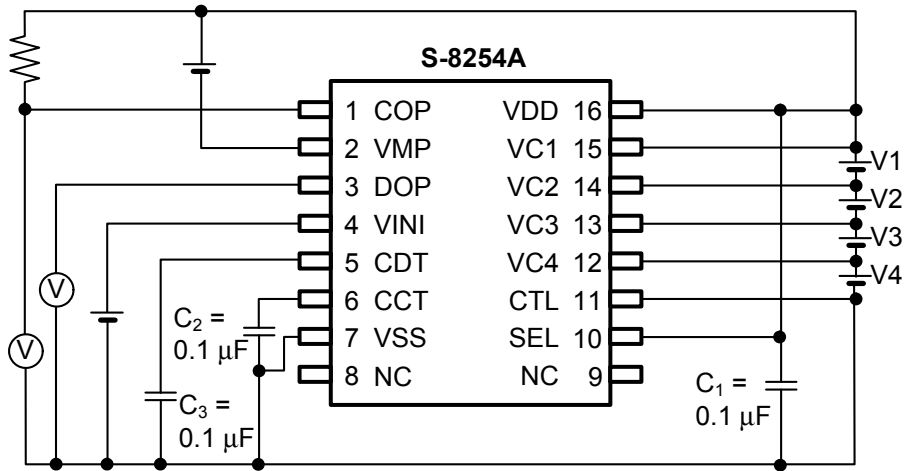 S-8254A
1 COP VDD 16
2 VMP VC1 15
3 DOP VC2 14
4 VINI VC3 13
5 CDT VC4 12
6 CCT CTL 11
7 VSS SEL 10
8 NC NC 9
V1
V2
V3
V4
V
V
C2 =
0.1 μF
C3 =
0.1 μF
C1 =
0.1 μF